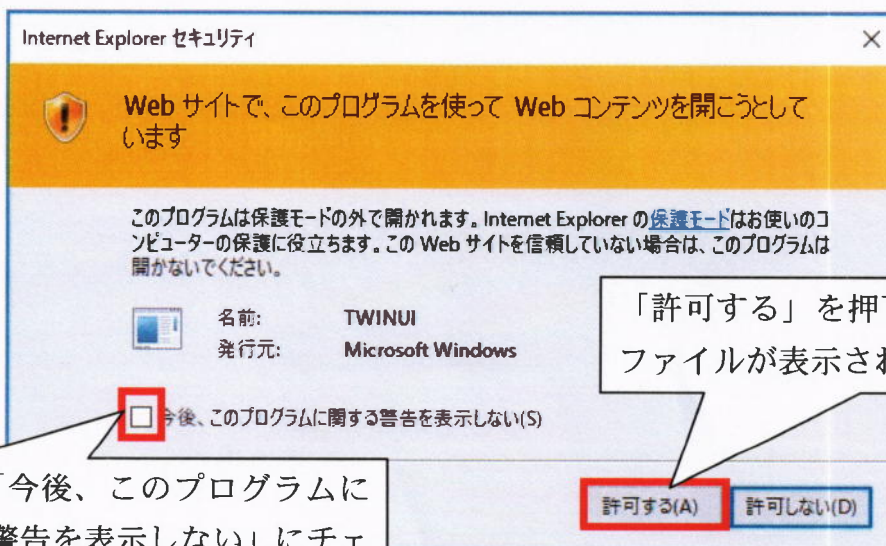 Internet Explorer セキュリティ
Web サイトで、このプログラムを使って Web コンテンツを開こうとして
います
このプログラムは保護モードの外で開かれます。Internet Explorer の保護モードはお使いのコ
ンピューターの保護に役立ちます。この Web サイトを信頼していない場合は、このプログラムは
開かないでください。
名前: TWINUI
発行元: Microsoft Windows
「許可する」を押
ファイルが表示さ
今後、このプログラムに関する警告を表示しない(S)
「今後、このプログラムに
警告を表示しない」にチェ
許可する(A) 許可しない(D)